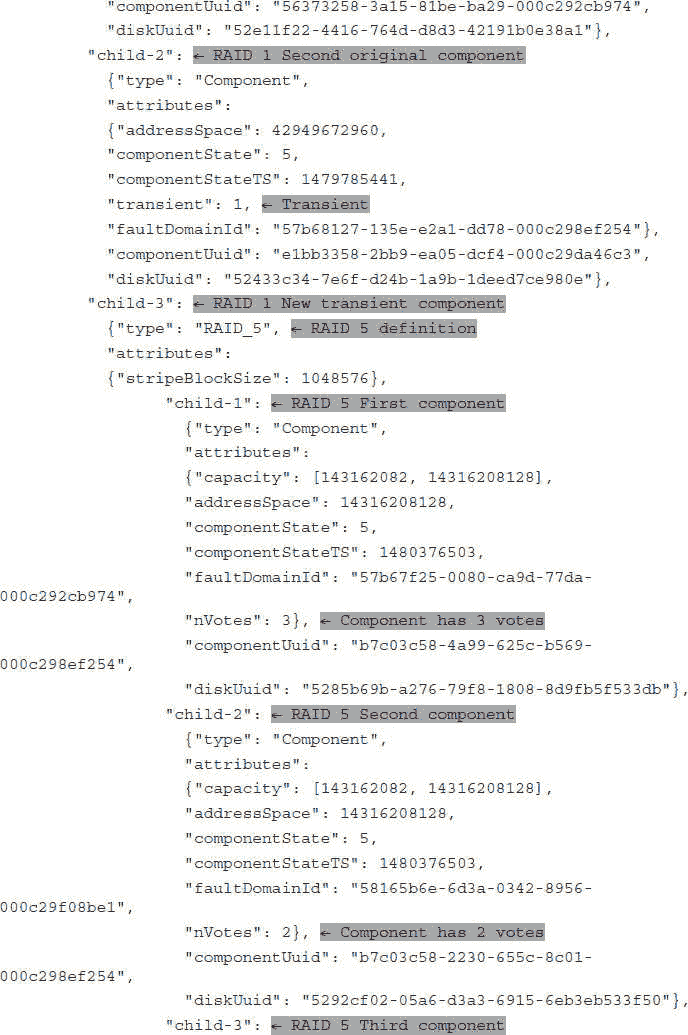 "componentUuid": "56373258-3a15-81be-ba29-000c292cb974",
"diskUuid": "52e11f22-4416-764d-d8d3-42191b0e38a1"},
"child-2": ← RAID 1 Second original component
{"type": "Component",
"attributes":
{"addressSpace": 42949672960,
"componentState": 5,
"componentStateTS": 1479785441,
"transient": 1, ← Transient
"faultDomainId": "57b68127-135e-e2a1-dd78-000c298ef254"},
"componentUuid": "e1bb3358-2bb9-ea05-dcf4-000c29da46c3",
"diskUuid": "52433c34-7e6f-d24b-1a9b-1deed7ce980e"},
"child-3": ← RAID 1 New transient component
{"type": "RAID_5", ← RAID 5 definition
"attributes":
{"stripeBlockSize": 1048576},
"child-1": ← RAID 5 First component
{"type": "Component",
"attributes":
{"capacity": [143162082, 14316208128],
"addressSpace": 14316208128,
"componentState": 5,
"componentStateTS": 1480376503,
"faultDomainId": "57b67f25-0080-ca9d-77da-
000c292cb974",
"nVotes": 3}, ← Component has 3 votes
"componentUuid": "b7c03c58-4a99-625c-b569-
000c298ef254",
"diskUuid": "5285b69b-a276-79f8-1808-8d9fb5f533db"},
"child-2": ← RAID 5 Second component
{"type": "Component",
"attributes":
{"capacity": [143162082, 14316208128],
"addressSpace": 14316208128,
"componentState": 5,
"componentStateTS": 1480376503,
"faultDomainId": "58165b6e-6d3a-0342-8956-
000c29f08be1",
"nVotes": 2}, ← Component has 2 votes
"componentUuid": "b7c03c58-2230-655c-8c01-
000c298ef254",
"diskUuid": "5292cf02-05a6-d3a3-6915-6eb3eb533f50"},
"child-3": ← RAID 5 Third component